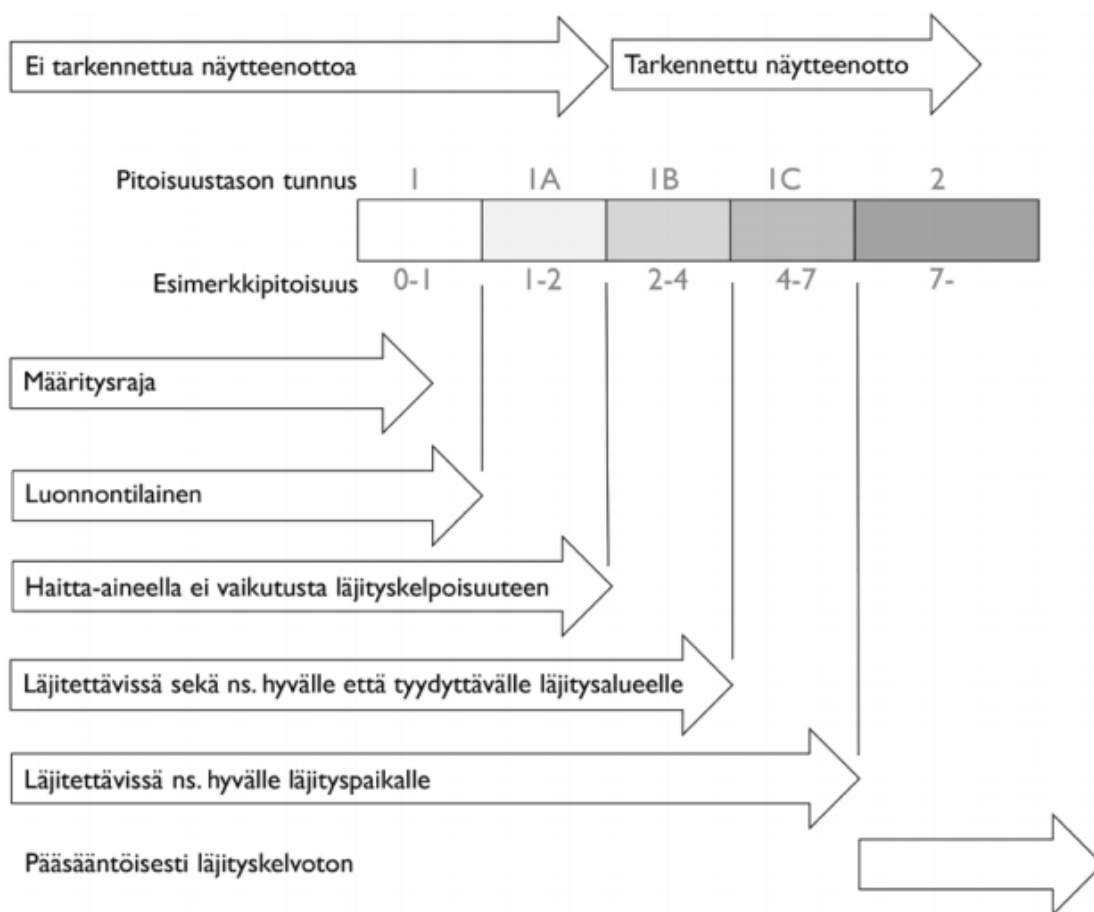 Ei tarkennettua näytteenottoa
Tarkennettu näytteenotto
Pitoisuustason tunnus 1 1A 1B 1C 2
Esimerkkipitoisuus 0-1 1-2 2-4 4-7 7-
Määritysraja
Luonnontilainen
Haitta-aineella ei vaikutusta läjityskelpoisuuteen
Läjitettävissä sekä ns. hyvälle että tyydyttävälle läjitysalueelle
Läjitettävissä ns. hyvälle läjityspaikalle
Pääsääntöisesti läjityskelvoton